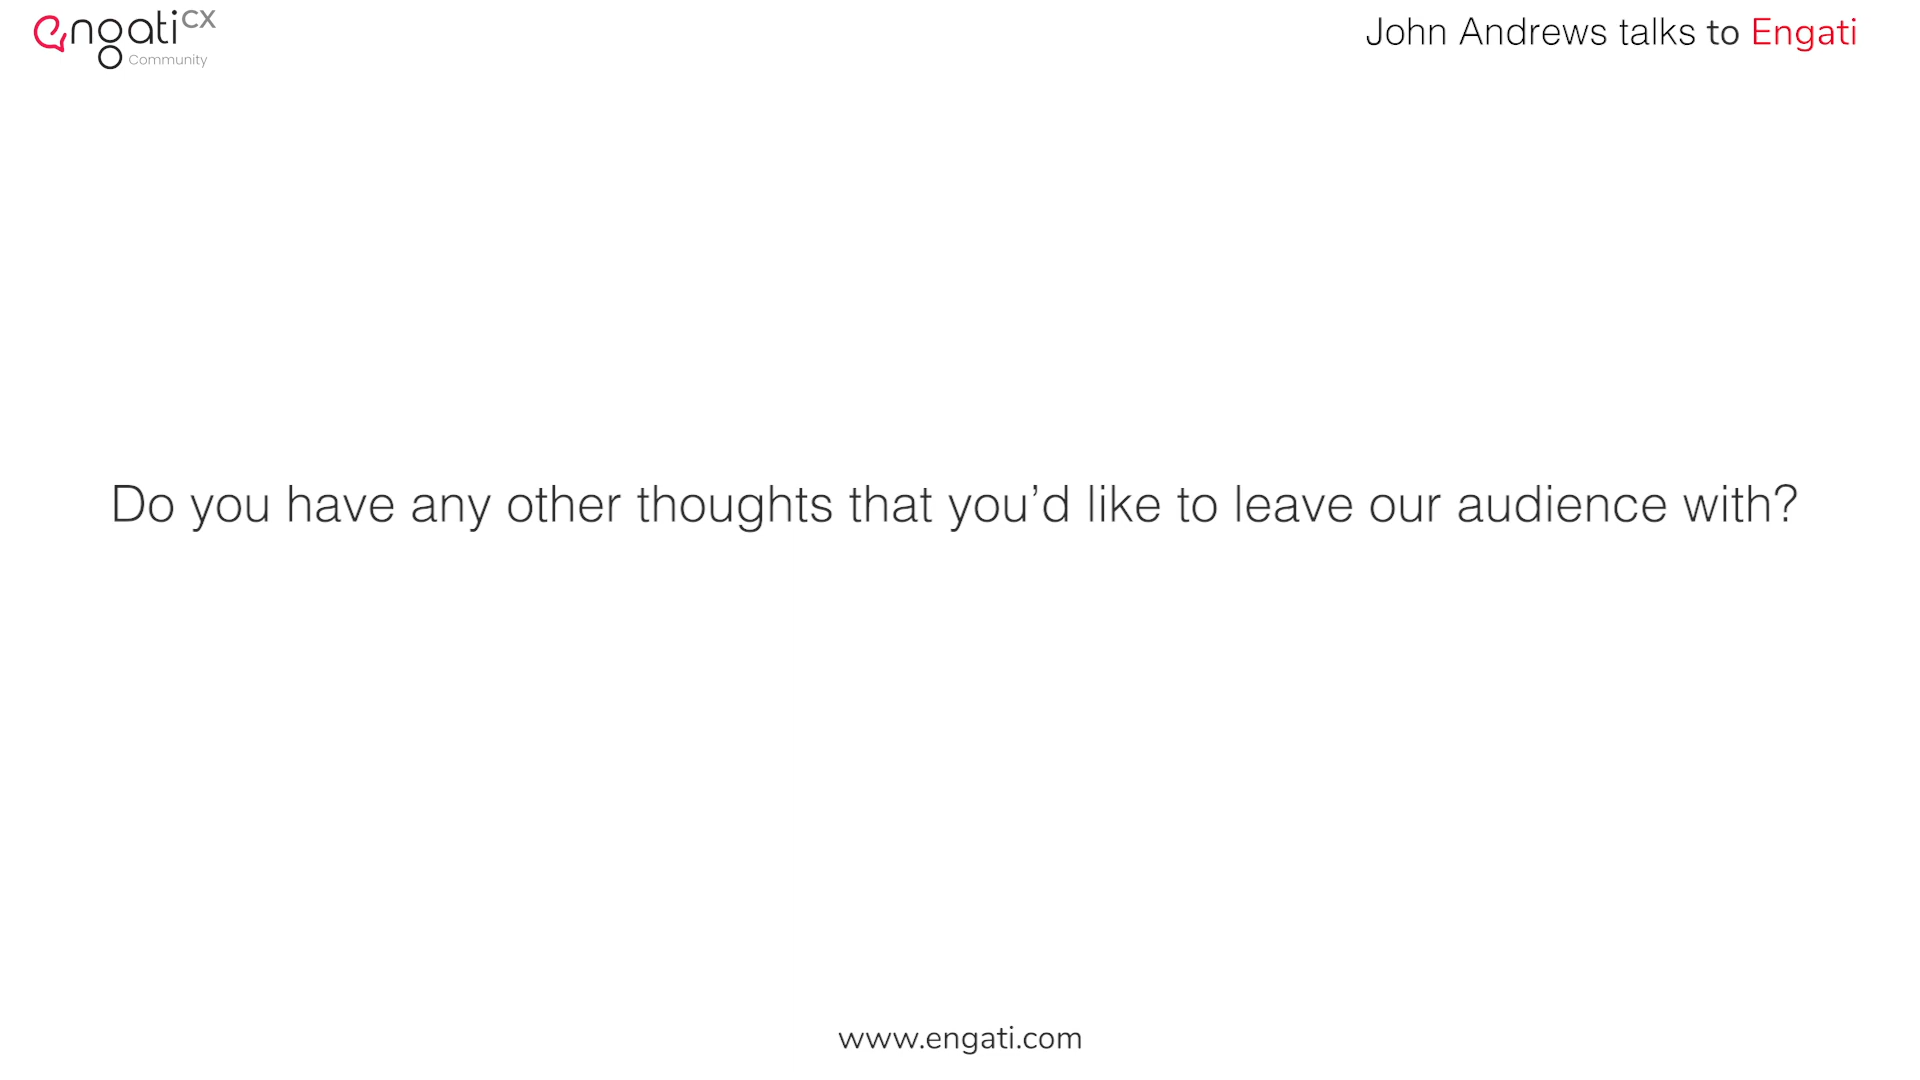 engati CX
Community
John Andrews talks to Engati
Do you have any other thoughts that you’d like to leave our audience with?
www.engati.com